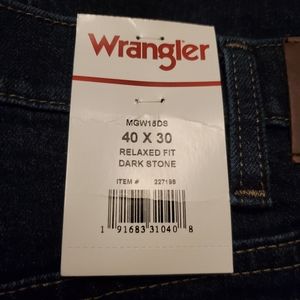 Wrangler
MGW15DS
40 X 30
RELAXED FIT
DARK STONE
ITEM # 227198
1 91683 31040 8